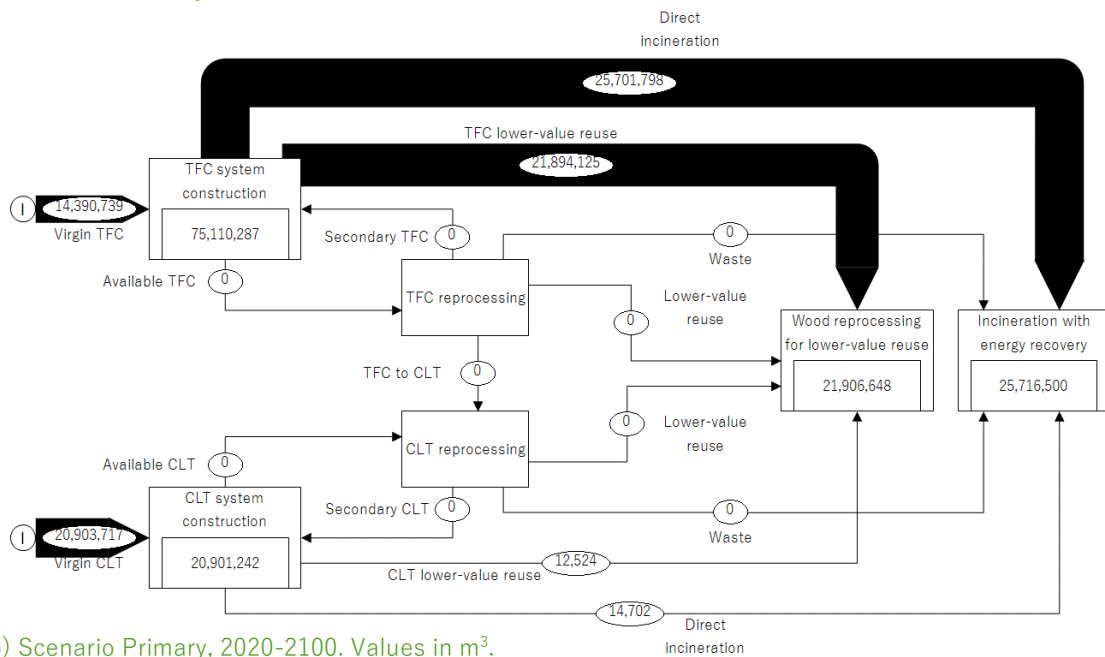 Direct
incineration
25,701,798
TFC lower-value reuse
21,894,125
TFC system
construction
75,110,287
I
14,390,739
Virgin TFC
Secondary TFC
0
0
Waste
Available TFC
0
TFC reprocessing
Lower-value
reuse
0
Wood reprocessing
for lower-value reuse
21,906,648
Incineration with
energy recovery
25,716,500
TFC to CLT
0
CLT reprocessing
0
Lower-value
reuse
Available CLT
0
CLT system
construction
20,901,242
I
20,903,717
Virgin CLT
Secondary CLT
0
0
Waste
12,524
CLT lower-value reuse
14,702
Direct
incineration
) Scenario Primary, 2020-2100. Values in m³.